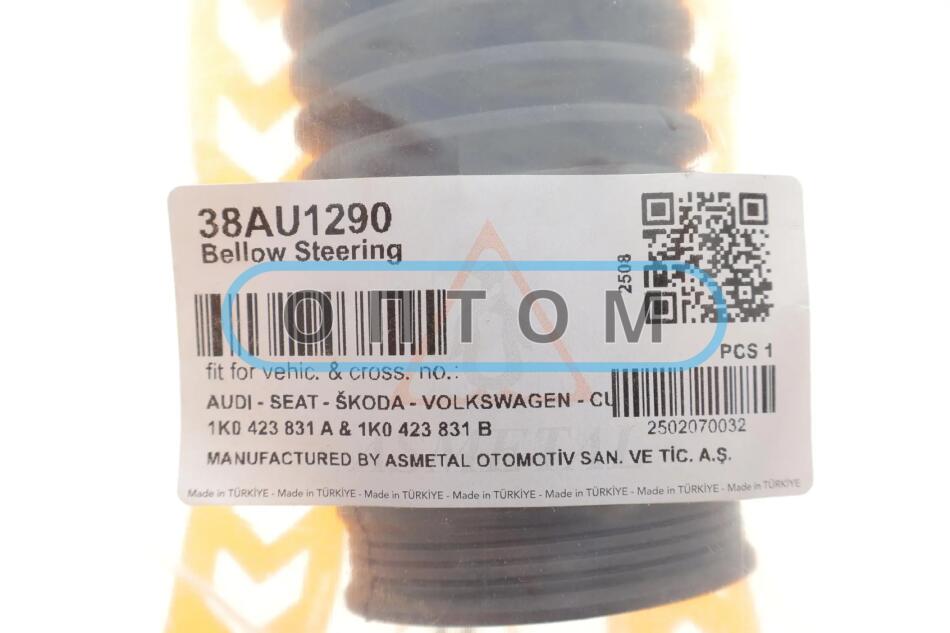 38AU1290
Bellow Steering
2508
ОПТОМ
PCS 1
fit for vehic. & cross. no.:
AUDI - SEAT - ŠKODA - VOLKSWAGEN - CU
1K0 423 831 A & 1K0 423 831 B
2502070032
ASMETAL
MANUFACTURED BY ASMETAL OTOMOTİV SAN. VE TİC. A.Ş.
Made in TÜRKİYE - Made in TÜRKİYE - Made in TÜRKİYE - Made in TÜRKİYE - Made in TÜRKİYE - Made in TÜRKİYE - Made in TÜRKİYE